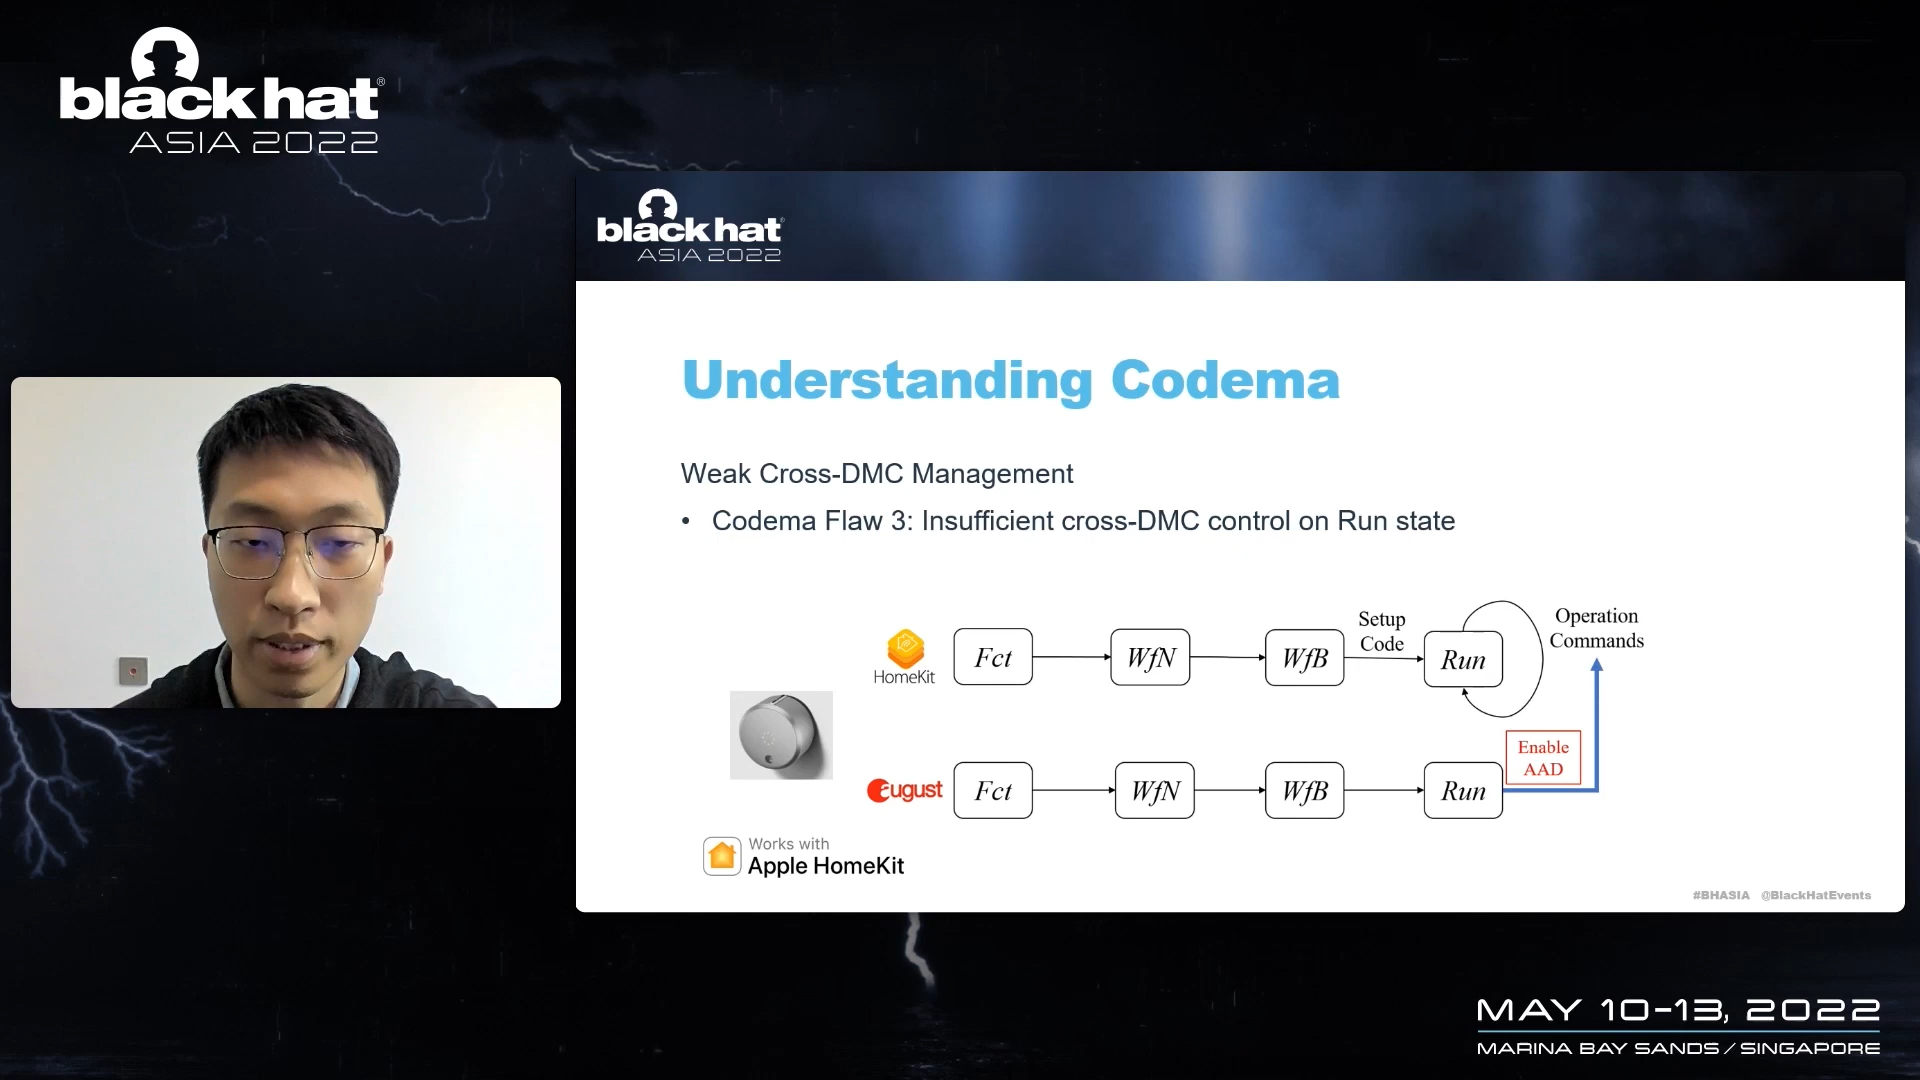 black hat®
ASIA 2022
black hat®
ASIA 2022
Understanding Codema
Weak Cross-DMC Management
• Codema Flaw 3: Insufficient cross-DMC control on Run state
HomeKit
Fct
WfN
WfB
Setup
Code
Run
Operation
Commands
august
Fct
WfN
WfB
Run
Enable
AAD
Works with
Apple HomeKit
#BHASIA @BlackHatEvents
MAY 10-13, 2022
MARINA BAY SANDS / SINGAPORE